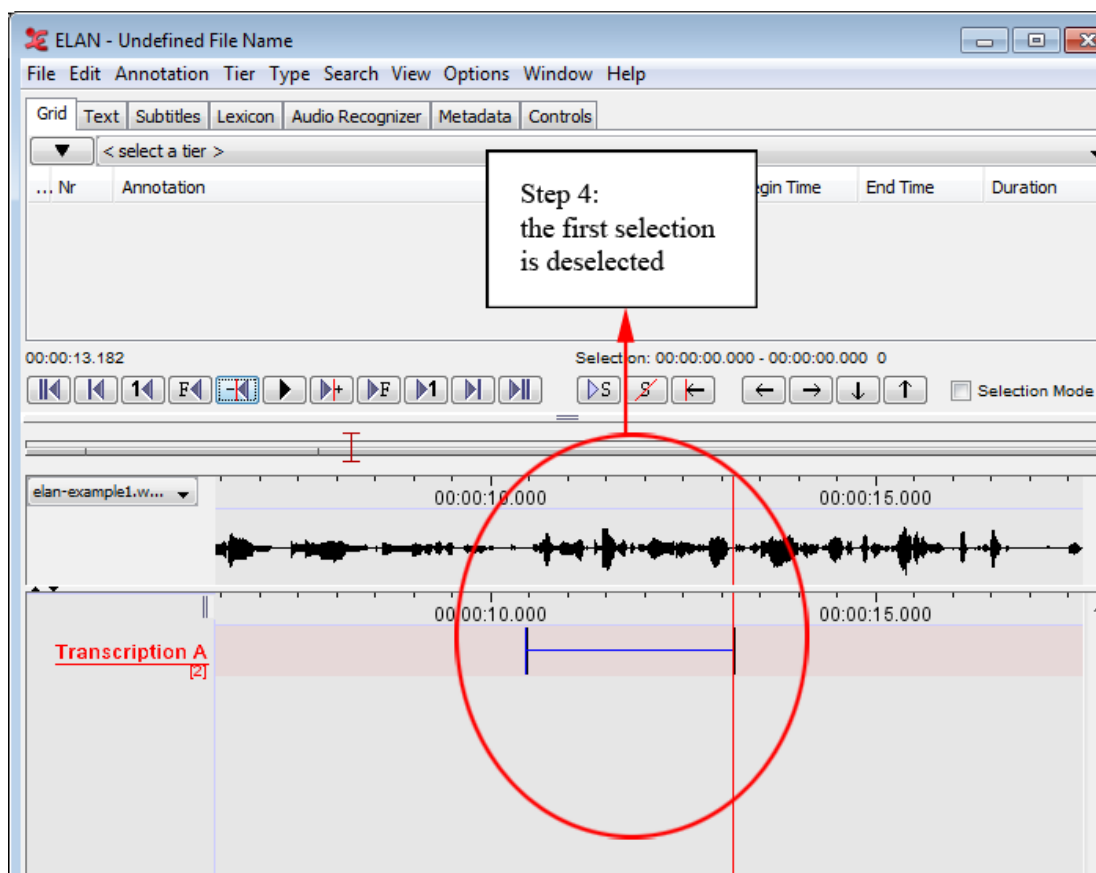 ELAN - Undefined File Name
File Edit Annotation Tier Type Search View Options Window Help
Grid Text Subtitles Lexicon Audio Recognizer Metadata Controls
< select a tier >
... Nr Annotation egin Time End Time Duration
Step 4:
the first selection
is deselected
00:00:13.182 Selection: 00:00:00.000 - 00:00:00.000 0
1 F - + F 1 S S Selection Mode
elan-example1.w... 00:00:10.000 00:00:15.000
00:00:10.000 00:00:15.000
Transcription A
[2]